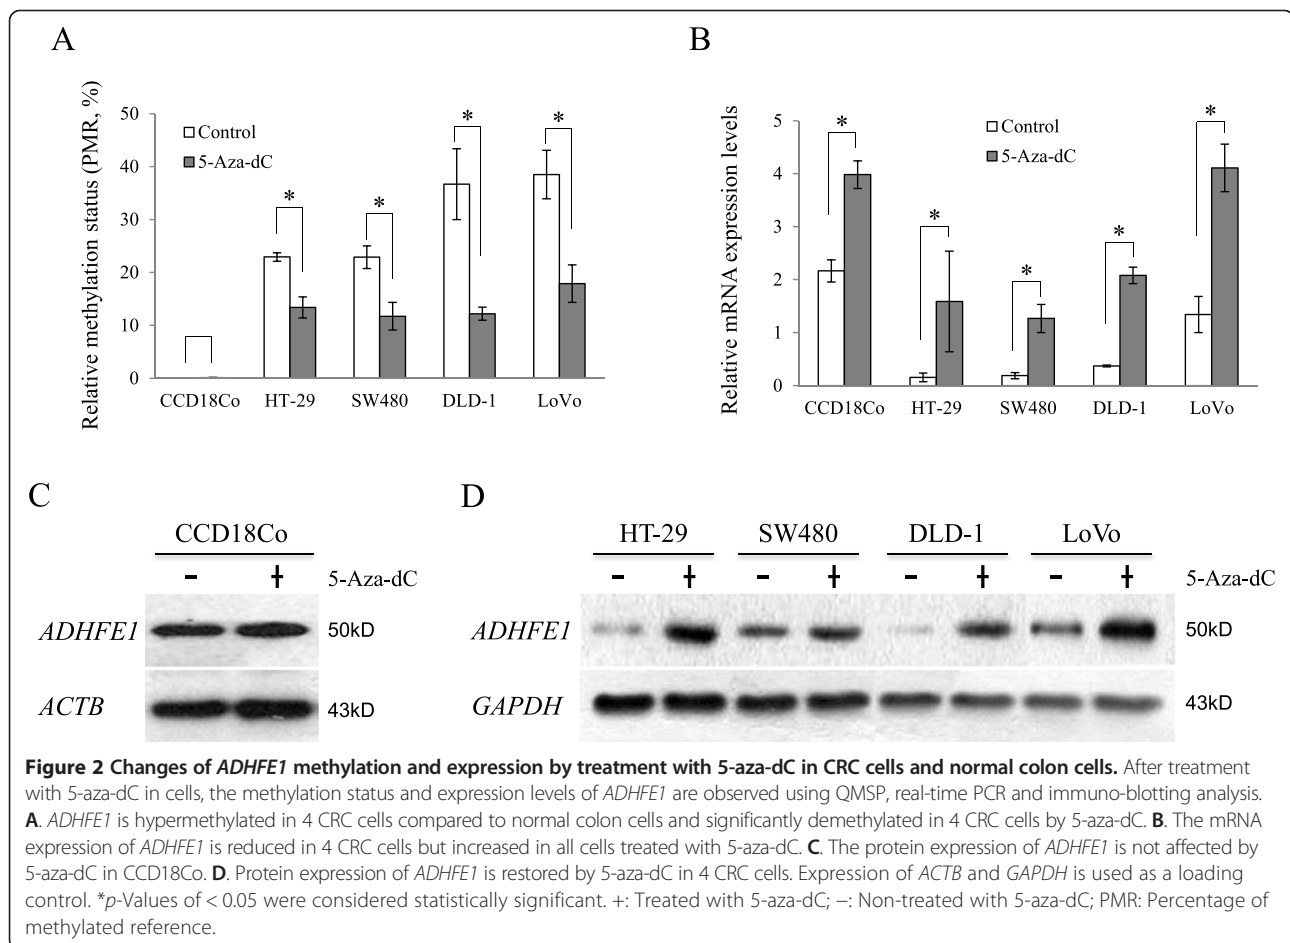 A
Relative methylation status (PMR, %)
50
40
30
20
10
0
Control
5-Aza-dC
*
*
*
*
CCD18Co HT-29 SW480 DLD-1 LoVo
B
Relative mRNA expression levels
5
4
3
2
1
0
Control
5-Aza-dC
*
*
*
*
*
CCD18Co HT-29 SW480 DLD-1 LoVo
C
CCD18Co
− + 5-Aza-dC
ADHFE1 50kD
ACTB 43kD
D
HT-29 SW480 DLD-1 LoVo
− + − + − + − + 5-Aza-dC
ADHFE1 50kD
GAPDH 43kD
Figure 2 Changes of ADHFE1 methylation and expression by treatment with 5-aza-dC in CRC cells and normal colon cells. After treatment
with 5-aza-dC in cells, the methylation status and expression levels of ADHFE1 are observed using QMSP, real-time PCR and immuno-blotting analysis.
A. ADHFE1 is hypermethylated in 4 CRC cells compared to normal colon cells and significantly demethylated in 4 CRC cells by 5-aza-dC. B. The mRNA
expression of ADHFE1 is reduced in 4 CRC cells but increased in all cells treated with 5-aza-dC. C. The protein expression of ADHFE1 is not affected by
5-aza-dC in CCD18Co. D. Protein expression of ADHFE1 is restored by 5-aza-dC in 4 CRC cells. Expression of ACTB and GAPDH is used as a loading
control. *p-Values of < 0.05 were considered statistically significant. +: Treated with 5-aza-dC; −: Non-treated with 5-aza-dC; PMR: Percentage of
methylated reference.